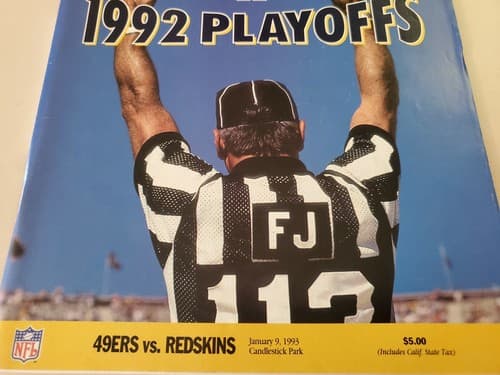 1992 PLAYOFFS
FJ
113
NFL
49ERS vs. REDSKINS
January 9, 1993
Candlestick Park
$5.00
(Includes Calif. State Tax)